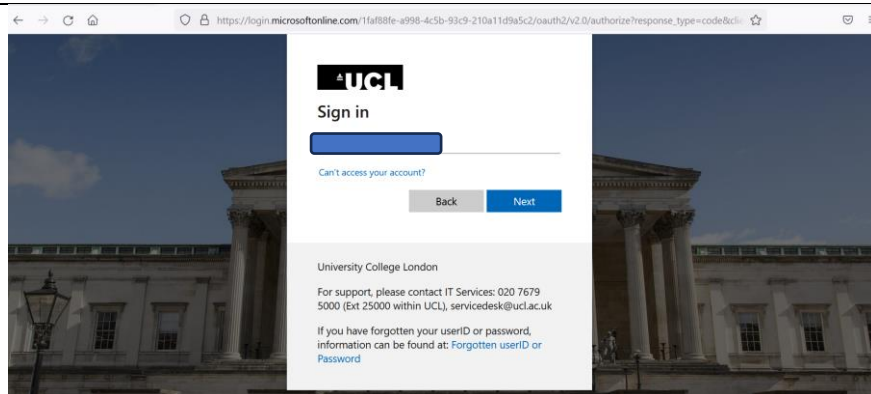 https://login.microsoftonline.com/1faf88fe-a998-4c5b-93c9-210a11d9a5c2/oauth2/v2.0/authorize?response_type=code&clie
UCL
Sign in
Can't access your account?
Back
Next
University College London
For support, please contact IT Services: 020 7679
5000 (Ext 25000 within UCL), servicedesk@ucl.ac.uk
If you have forgotten your userID or password,
information can be found at: Forgotten userID or
Password